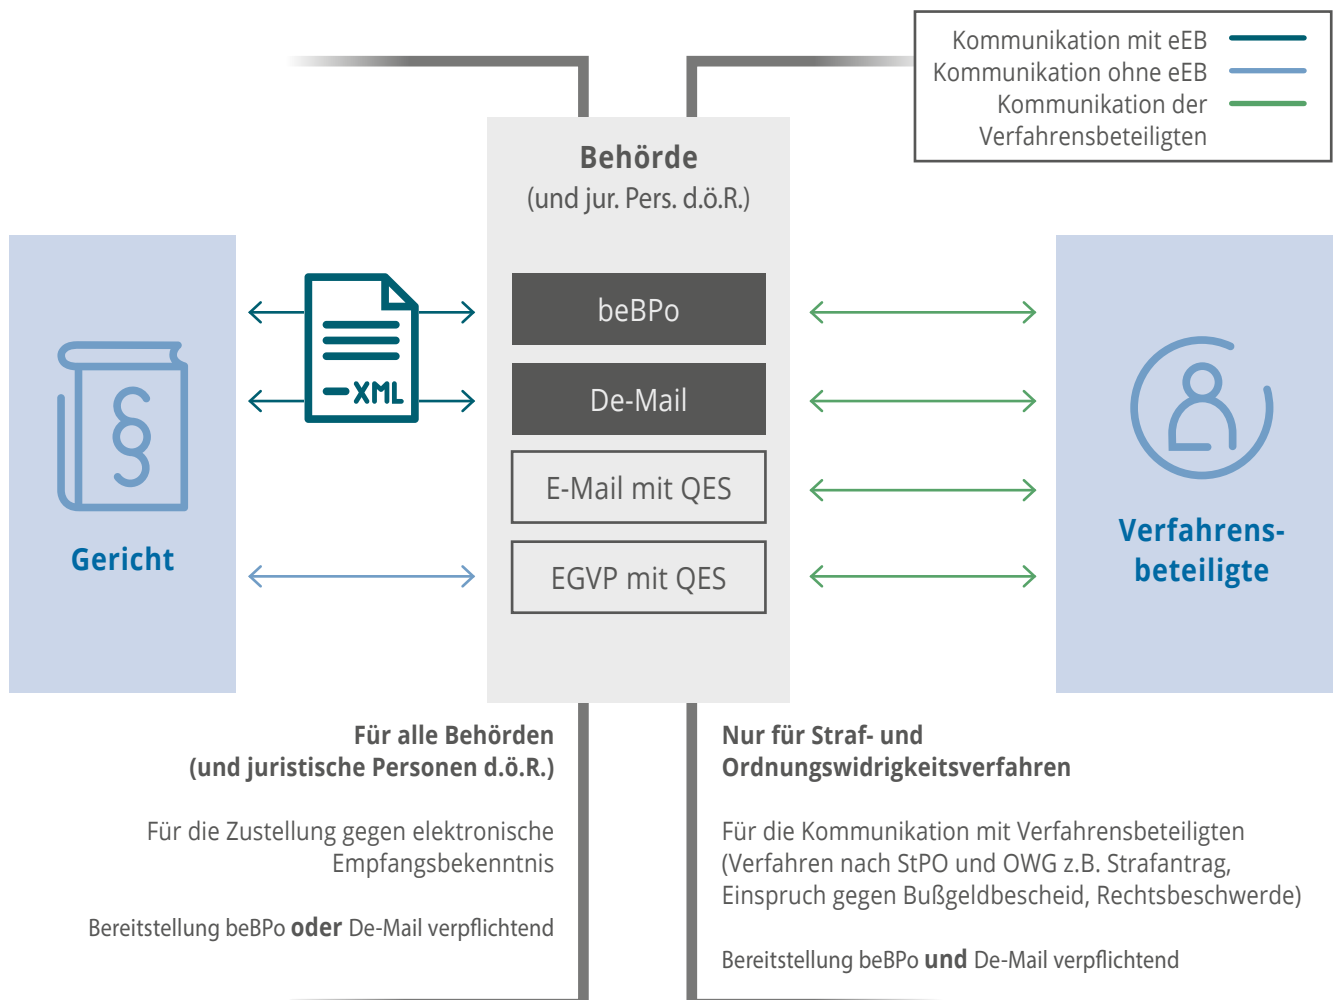 Kommunikation mit eEB
Kommunikation ohne eEB
Kommunikation der
Verfahrensbeteiligten
Behörde
(und jur. Pers. d.ö.R.)
beBPo
De-Mail
E-Mail mit QES
EGVP mit QES
XML
Gericht
Verfahrens-
beteiligte
Für alle Behörden
(und juristische Personen d.ö.R.)
Für die Zustellung gegen elektronische
Empfangsbekenntnis
Bereitstellung beBPo oder De-Mail verpflichtend
Nur für Straf- und
Ordnungswidrigkeitsverfahren
Für die Kommunikation mit Verfahrensbeteiligten
(Verfahren nach StPO und OWG z.B. Strafantrag,
Einspruch gegen Bußgeldbescheid, Rechtsbeschwerde)
Bereitstellung beBPo und De-Mail verpflichtend